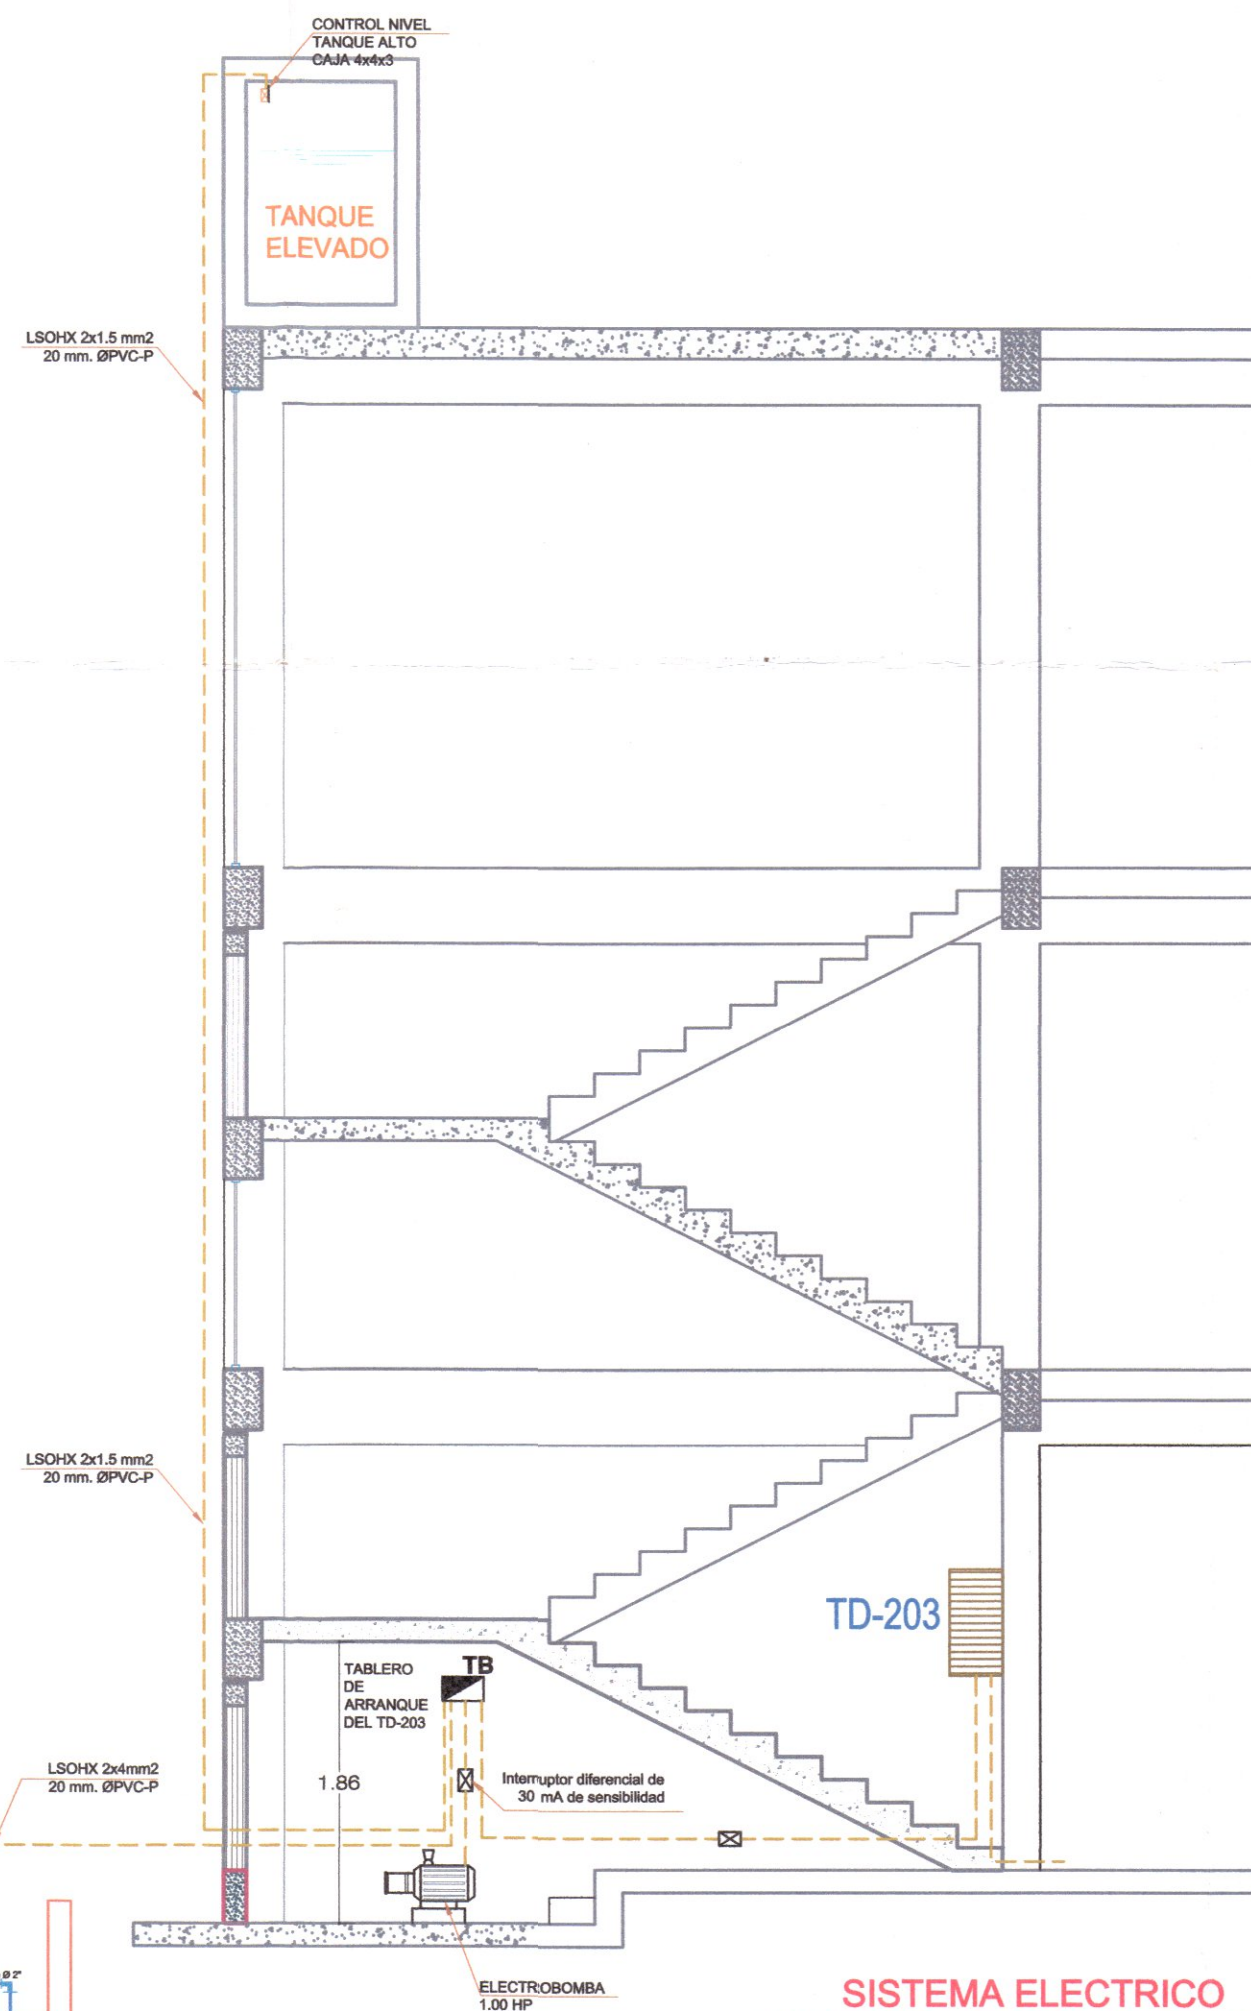 CONTROL NIVEL
TANQUE ALTO
CAJA 4x4x3
TANQUE
ELEVADO
LSOHX 2x1.5 mm2
20 mm. ØPVC-P
LSOHX 2x1.5 mm2
20 mm. ØPVC-P
TD-203
TB
TABLERO
DE
ARRANQUE
DEL TD-203
LSOHX 2x4mm2
20 mm. ØPVC-P
1.86
Interruptor diferencial de
30 mA de sensibilidad
ELECTROBOMBA
1.00 HP
Ø 2"
SISTEMA ELECTRICO